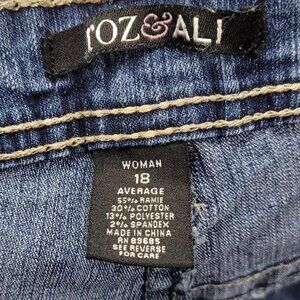 roz&ALI
WOMAN
18
AVERAGE
55% RAMIE
30% COTTON
13% POLYESTER
2% SPANDEX
MADE IN CHINA
RN 89685
SEE REVERSE
FOR CARE